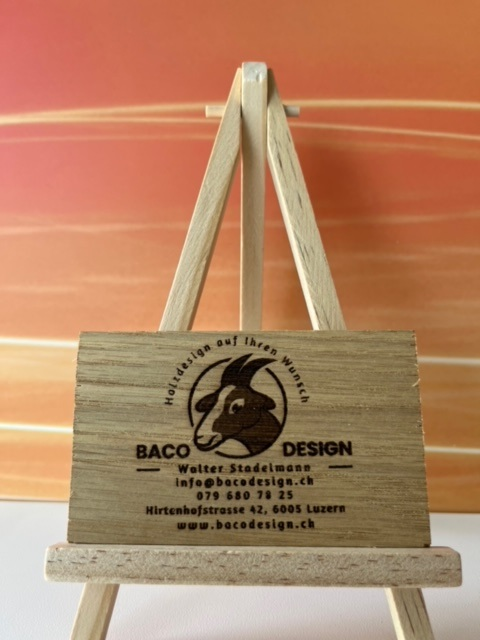 Holzdesign auf Ihren Wunsch
BACO DESIGN
Walter Stadelmann
info@bacodesign.ch
079 680 78 25
Hirtenhofstrasse 42, 6005 Luzern
www.bacodesign.ch